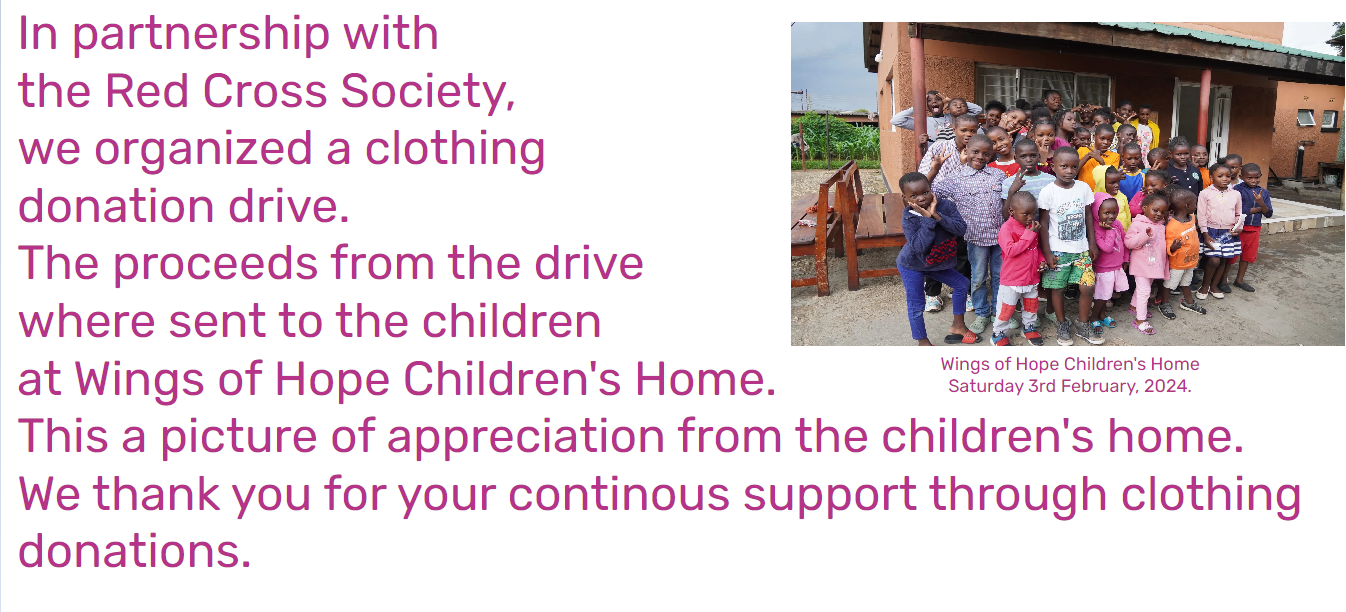 In partnership with
the Red Cross Society,
we organized a clothing
donation drive.
The proceeds from the drive
where sent to the children
at Wings of Hope Children's Home.
This a picture of appreciation from the children's home.
We thank you for your continous support through clothing
donations.
Wings of Hope Children's Home
Saturday 3rd February, 2024.